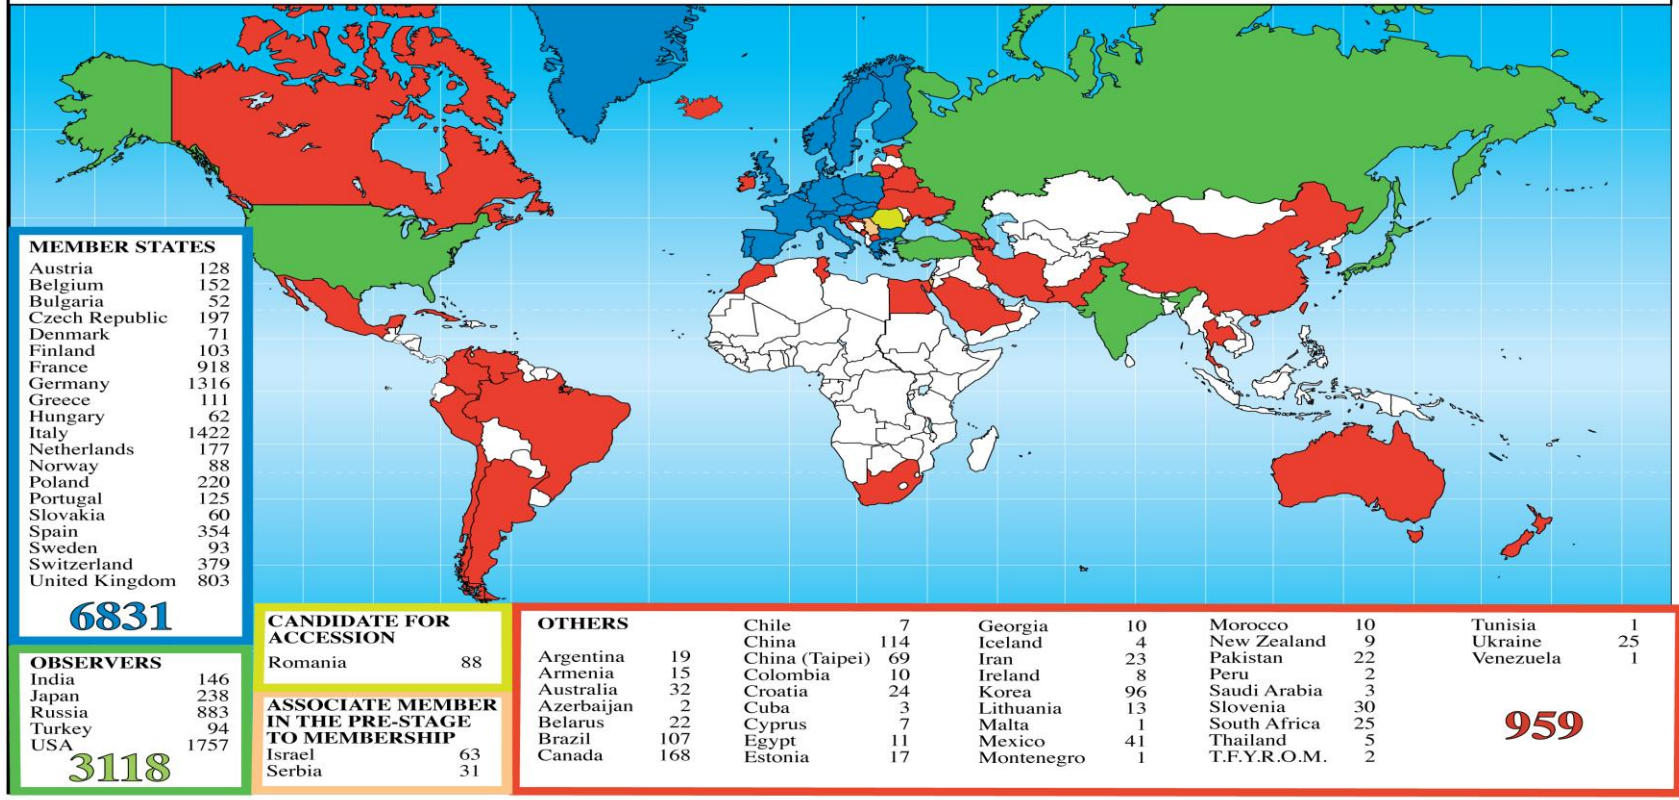 MEMBER STATES
Austria 128
Belgium 152
Bulgaria 52
Czech Republic 197
Denmark 71
Finland 103
France 918
Germany 1316
Greece 111
Hungary 62
Italy 1422
Netherlands 177
Norway 88
Poland 220
Portugal 125
Slovakia 60
Spain 354
Sweden 93
Switzerland 379
United Kingdom 803
6831
OBSERVERS
India 146
Japan 238
Russia 883
Turkey 94
USA 1757
3118
CANDIDATE FOR
ACCESSION
Romania 88
ASSOCIATE MEMBER
IN THE PRE-STAGE
TO MEMBERSHIP
Israel 63
Serbia 31
OTHERS
Argentina 19
Armenia 15
Australia 32
Azerbaijan 2
Belarus 22
Brazil 107
Canada 168
Chile 7
China 114
China (Taipei) 69
Colombia 10
Croatia 24
Cuba 3
Cyprus 7
Egypt 11
Estonia 17
Georgia 10
Iceland 4
Iran 23
Ireland 8
Korea 96
Lithuania 13
Malta 1
Mexico 41
Montenegro 1
Morocco 10
New Zealand 9
Pakistan 22
Peru 2
Saudi Arabia 3
Slovenia 30
South Africa 25
Thailand 5
T.F.Y.R.O.M. 2
Tunisia 1
Ukraine 25
Venezuela 1
959